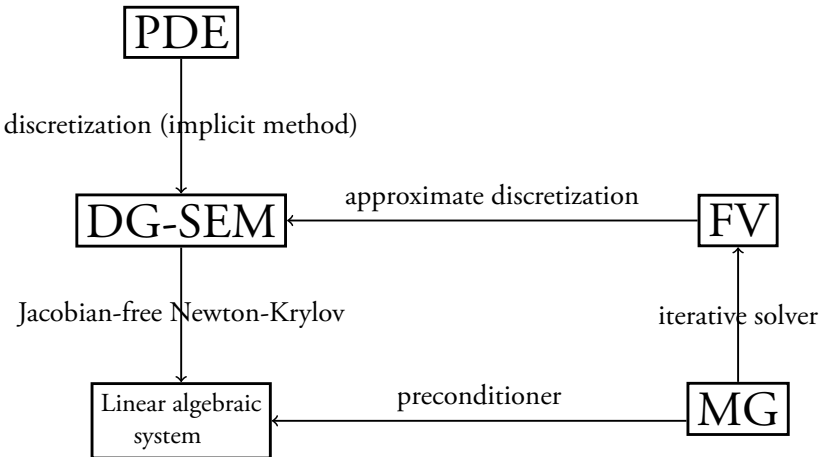 PDE
discretization (implicit method)
approximate discretization
DG-SEM
FV
Jacobian-free Newton-Krylov
iterative solver
Linear algebraic
system
preconditioner
MG